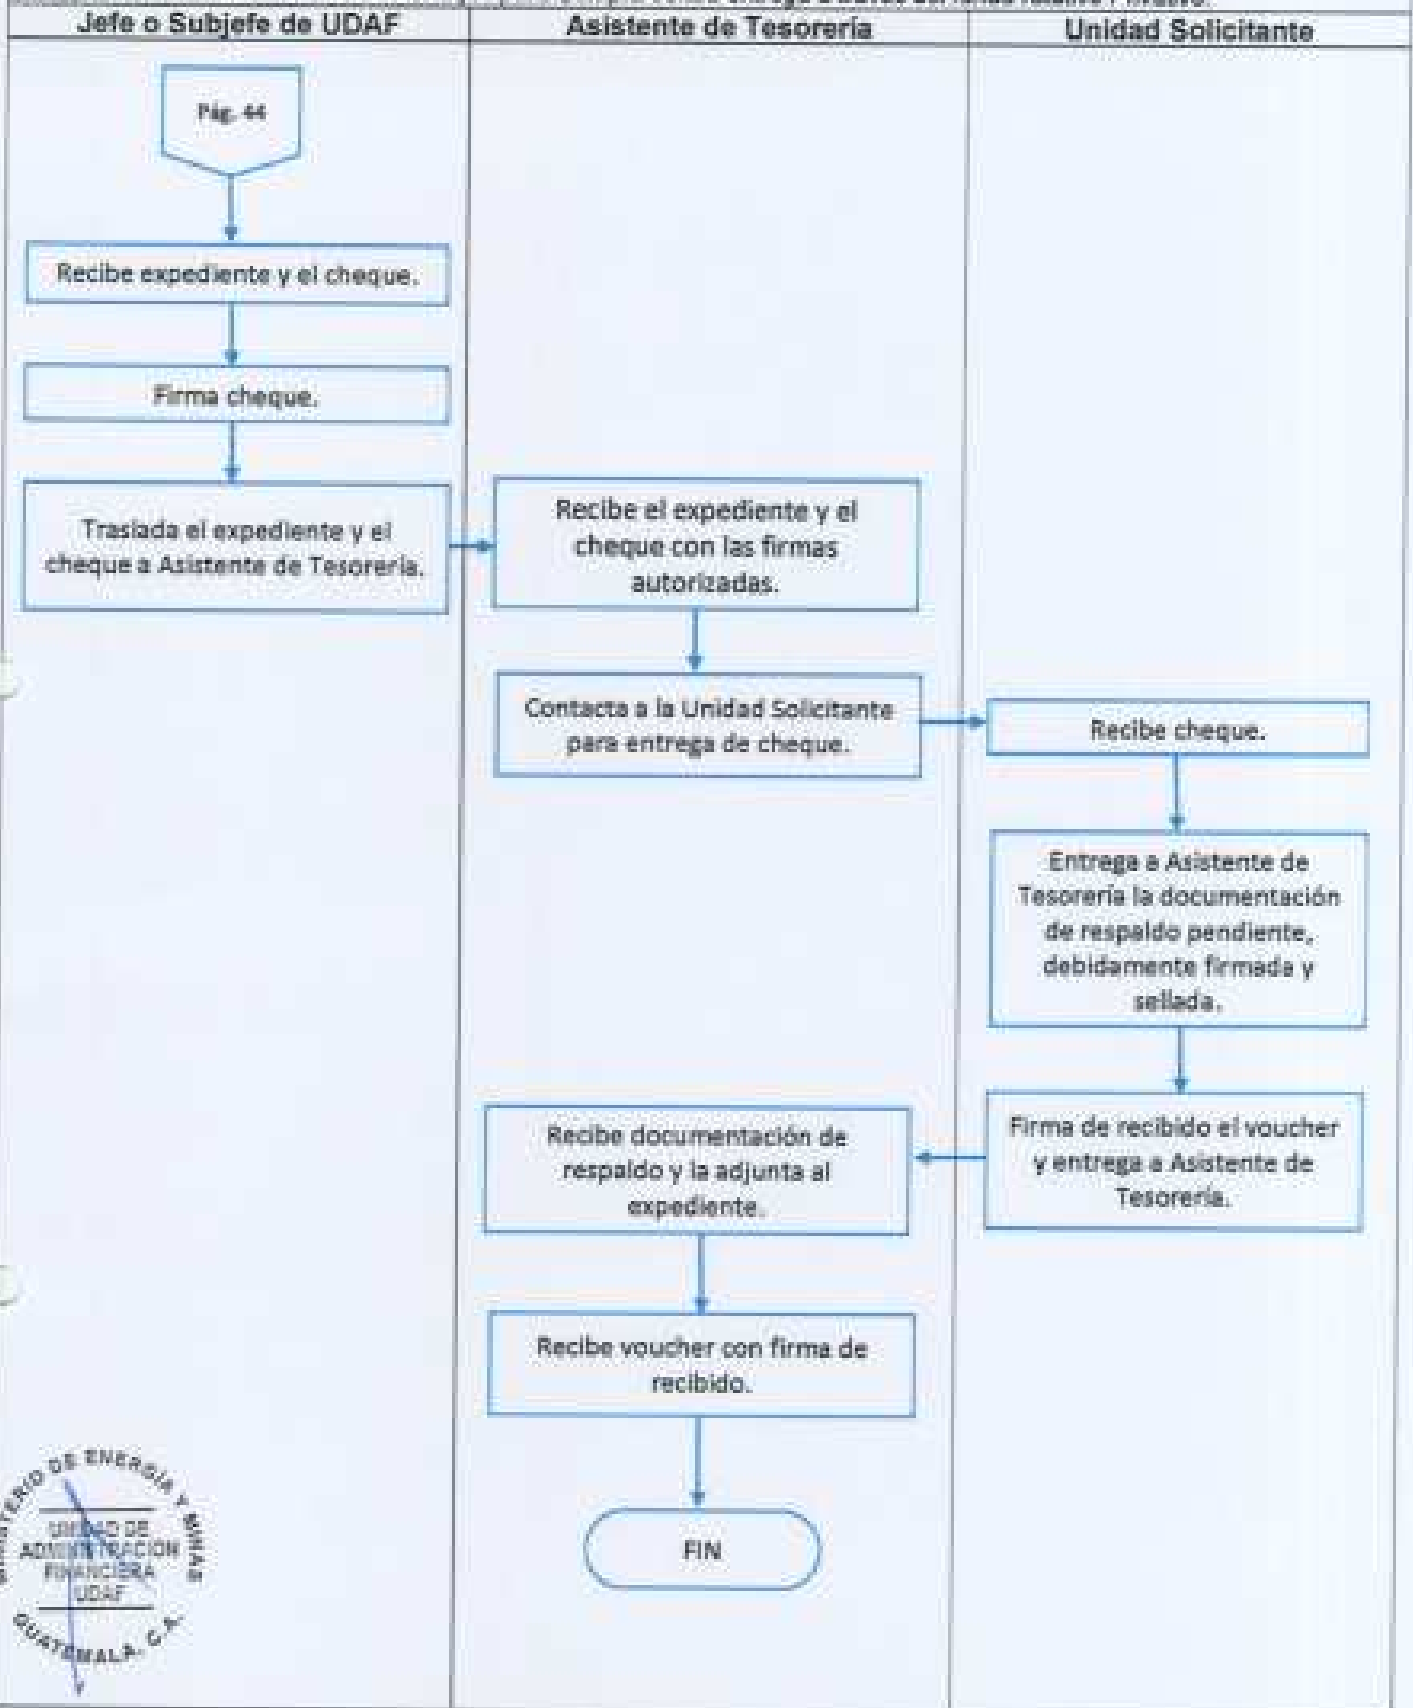 entrega
Jefe o Subjefe de UDAF
Asistente de Tesorería
Unidad Solicitante
Pág. 44
Recibe expediente y el cheque.
Firma cheque.
Traslada el expediente y el
cheque a Asistente de Tesorería.
Recibe el expediente y el
cheque con las firmas
autorizadas.
Contacta a la Unidad Solicitante
para entrega de cheque.
Recibe cheque.
Entrega a Asistente de
Tesorería la documentación
de respaldo pendiente,
debidamente firmada y
sellada.
Firma de recibido el voucher
y entrega a Asistente de
Tesorería.
Recibe documentación de
respaldo y la adjunta al
expediente.
Recibe voucher con firma de
recibido.
FIN
DE ENERGÍA Y MINAS
UNIDAD DE
ADMINISTRACION
FINANCIERA
UDAF
GUATEMALA, C.A.